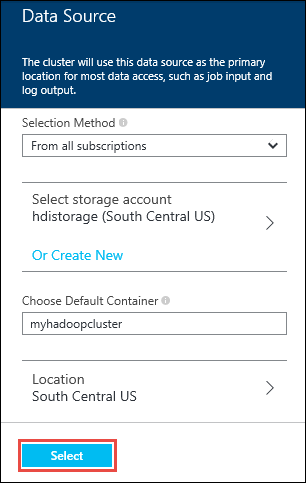 Data Source
The cluster will use this data source as the primary
location for most data access, such as job input and
log output.
Selection Method
From all subscriptions
Select storage account
hdistorage (South Central US)
Or Create New
Choose Default Container
myhadoopcluster
Location
South Central US
Select